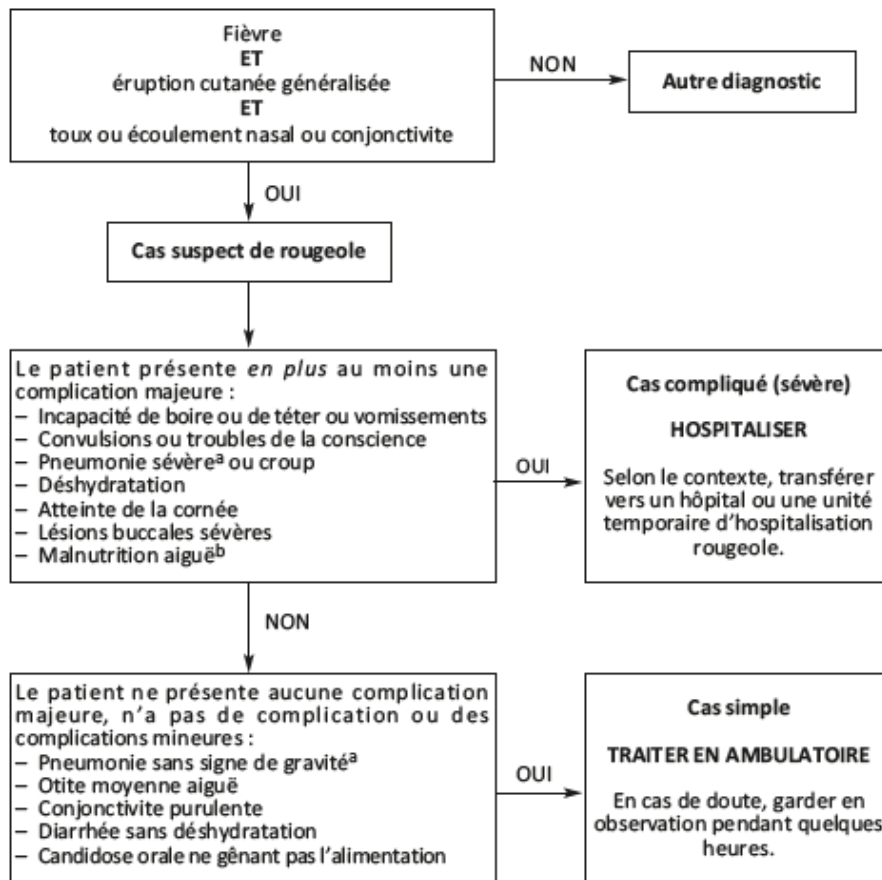 Fièvre
ET
éruption cutanée généralisée
ET
toux ou écoulement nasal ou conjonctivite
NON
Autre diagnostic
OUI
Cas suspect de rougeole
Le patient présente en plus au moins une
complication majeure :
– Incapacité de boire ou de téter ou vomissements
– Convulsions ou troubles de la conscience
– Pneumonie sévèreᵃ ou croup
– Déshydratation
– Atteinte de la cornée
– Lésions buccales sévères
– Malnutrition aiguëᵇ
OUI
Cas compliqué (sévère)
HOSPITALISER
Selon le contexte, transférer
vers un hôpital ou une unité
temporaire d’hospitalisation
rougeole.
NON
Le patient ne présente aucune complication
majeure, n’a pas de complication ou des
complications mineures :
– Pneumonie sans signe de gravitéᵃ
– Otite moyenne aiguë
– Conjonctivite purulente
– Diarrhée sans déshydratation
– Candidose orale ne gênant pas l’alimentation
OUI
Cas simple
TRAITER EN AMBULATOIRE
En cas de doute, garder en
observation pendant quelques
heures.